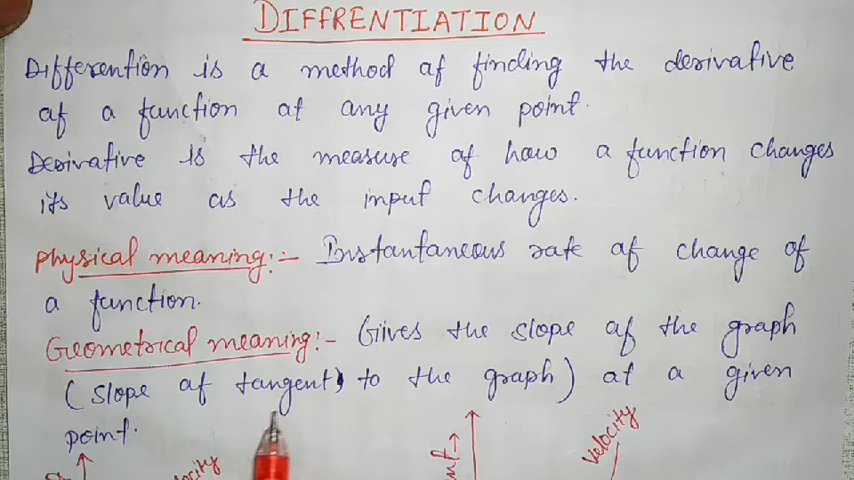 DIFFRENTIATION
Differention is a method of finding the derivative
of a function at any given point.
Derivative is the measure of how a function changes
its value as the input changes.
Physical meaning:- Instantaneous rate of change of
a function.
Geometrical meaning:- Gives the slope of the graph
(slope of tangent to the graph) at a given
point.
Velocity